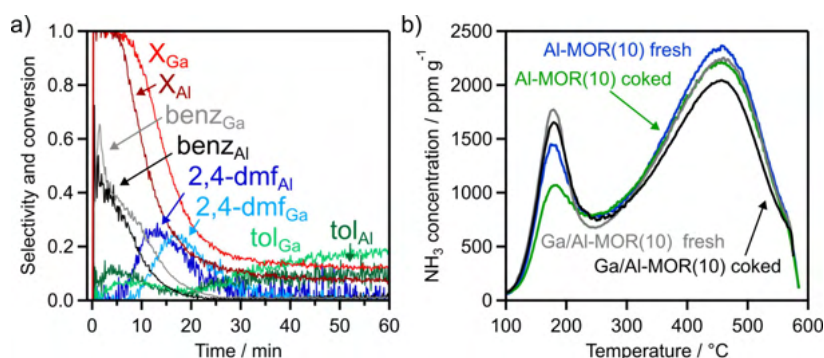 a)
Selectivity and conversion
1.0
0.8
0.6
0.4
0.2
0.0
X_Ga
X_Al
benz_Ga
benz_Al
2,4-dmf_Al
2,4-dmf_Ga
tol_Ga
tol_Al
0 10 20 30 40 50 60
Time / min
b)
NH₃ concentration / ppm g⁻¹
2500
2000
1500
1000
500
0
Al-MOR(10) fresh
Al-MOR(10) coked
Ga/Al-MOR(10) fresh
Ga/Al-MOR(10) coked
100 200 300 400 500 600
Temperature / °C